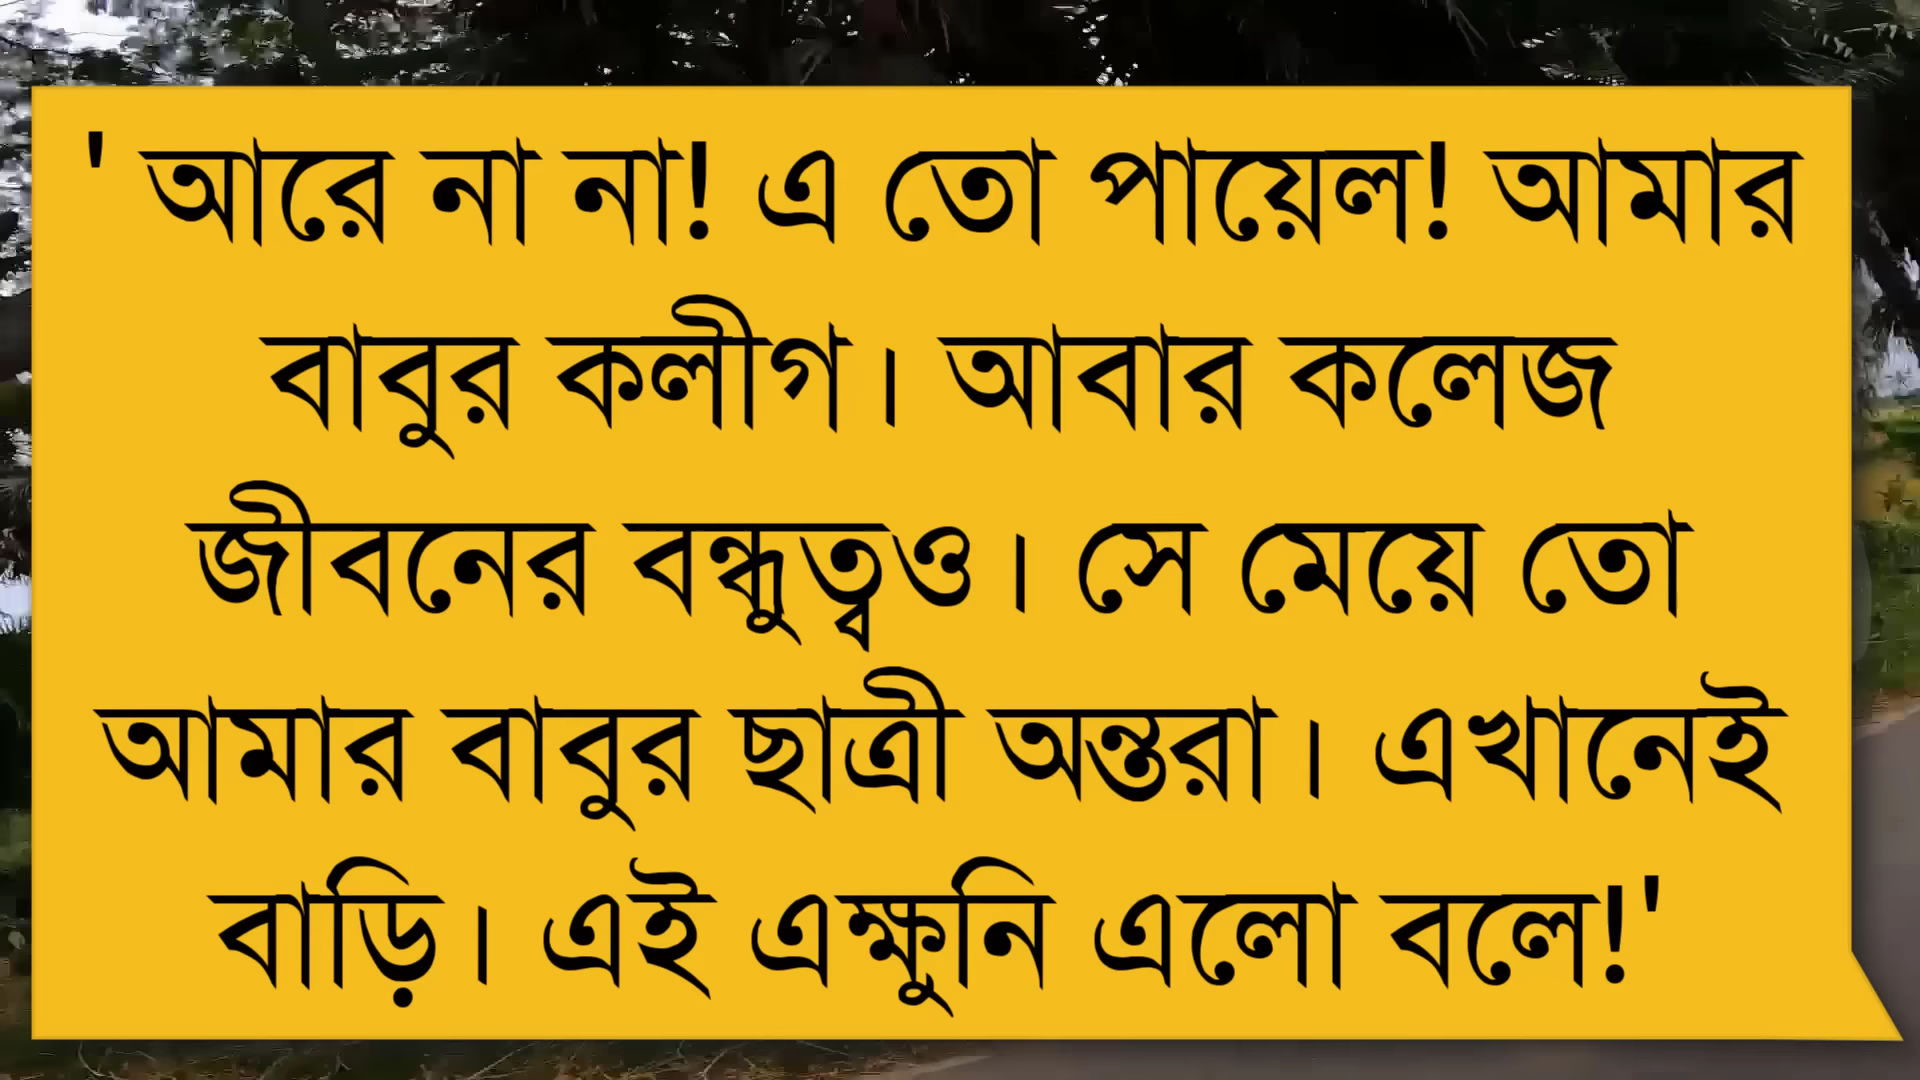 ' আরে না না! এ তো পায়েল! আমার
বাবুর কলীগ। আবার কলেজ
জীবনের বন্ধুত্বও। সে মেয়ে তো
আমার বাবুর ছাত্রী অন্তরা। এখানেই
বাড়ি। এই এক্ষুনি এলো বলে!'